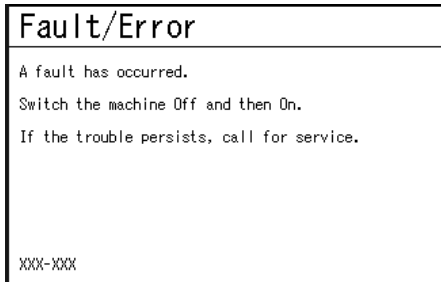 Fault/Error
A fault has occurred.
Switch the machine Off and then On.
If the trouble persists, call for service.
XXX-XXX